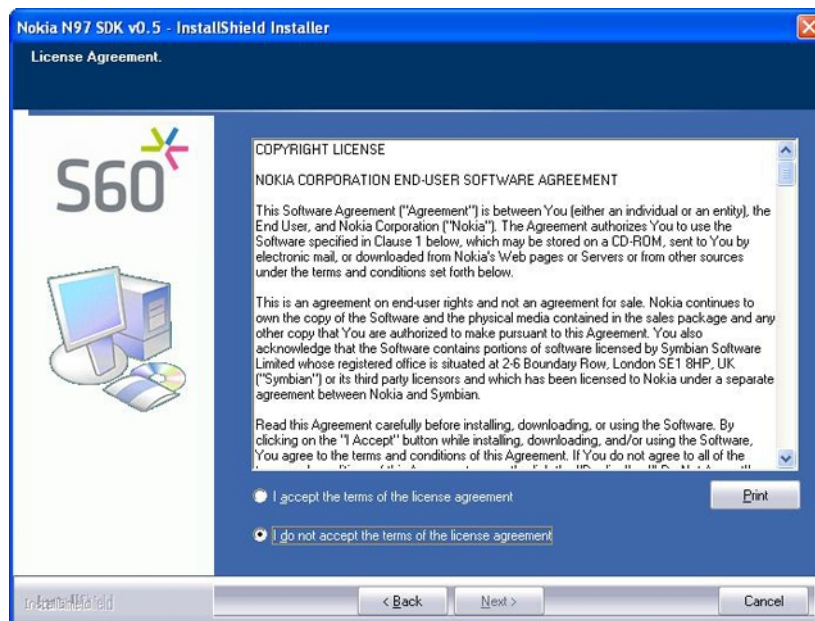 Nokia N97 SDK v0.5 - InstallShield Installer
License Agreement.
S60
COPYRIGHT LICENSE
NOKIA CORPORATION END-USER SOFTWARE AGREEMENT
This Software Agreement ("Agreement") is between You (either an individual or an entity), the
End User, and Nokia Corporation ("Nokia"). The Agreement authorizes You to use the
Software specified in Clause 1 below, which may be stored on a CD-ROM, sent to You by
electronic mail, or downloaded from Nokia's Web pages or Servers or from other sources
under the terms and conditions set forth below.
This is an agreement on end-user rights and not an agreement for sale. Nokia continues to
own the copy of the Software and the physical media contained in the sales package and any
other copy that You are authorized to make pursuant to this Agreement. You also
acknowledge that the Software contains portions of software licensed by Symbian Software
Limited whose registered office is situated at 2-6 Boundary Row, London SE1 8HP, UK
("Symbian") or its third party licensors and which has been licensed to Nokia under a separate
agreement between Nokia and Symbian.
Read this Agreement carefully before installing, downloading, or using the Software. By
clicking on the "I Accept" button while installing, downloading, and/or using the Software,
You agree to the terms and conditions of this Agreement. If You do not agree to all of the
I accept the terms of the license agreement
Print
I do not accept the terms of the license agreement
InstallShield
< Back
Next >
Cancel